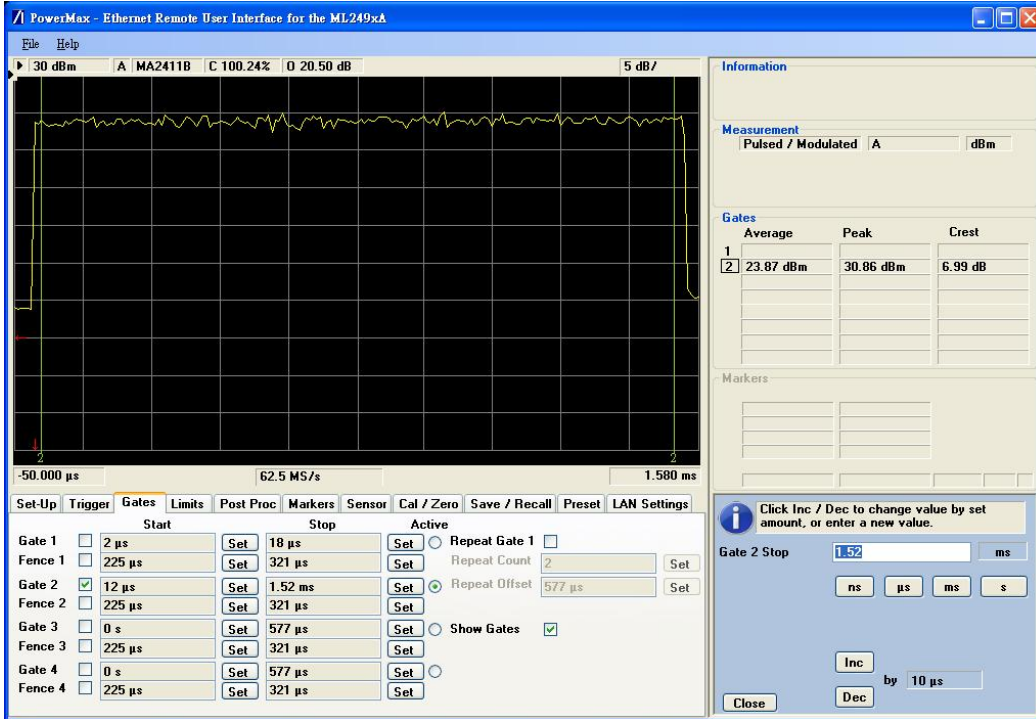 PowerMax - Ethernet Remote User Interface for the ML249xA
File Help
30 dBm A MA2411B C 100.24% O 20.50 dB 5 dB/
2 2
-50.000 µs 62.5 MS/s 1.580 ms
Information
Measurement
Pulsed / Modulated A dBm
Gates
Average Peak Crest
1
2 23.87 dBm 30.86 dBm 6.99 dB
Markers
Set-Up Trigger Gates Limits Post Proc Markers Sensor Cal / Zero Save / Recall Preset LAN Settings
Start Stop Active
Gate 1 2 µs Set 18 µs Set Repeat Gate 1
Fence 1 225 µs Set 321 µs Set Repeat Count 2 Set
Gate 2 12 µs Set 1.52 ms Set Repeat Offset 577 µs Set
Fence 2 225 µs Set 321 µs Set
Gate 3 0 s Set 577 µs Set Show Gates
Fence 3 225 µs Set 321 µs Set
Gate 4 0 s Set 577 µs Set
Fence 4 225 µs Set 321 µs Set
Click Inc / Dec to change value by set
amount, or enter a new value.
Gate 2 Stop 1.52 ms
ns µs ms s
Inc
by 10 µs
Dec
Close